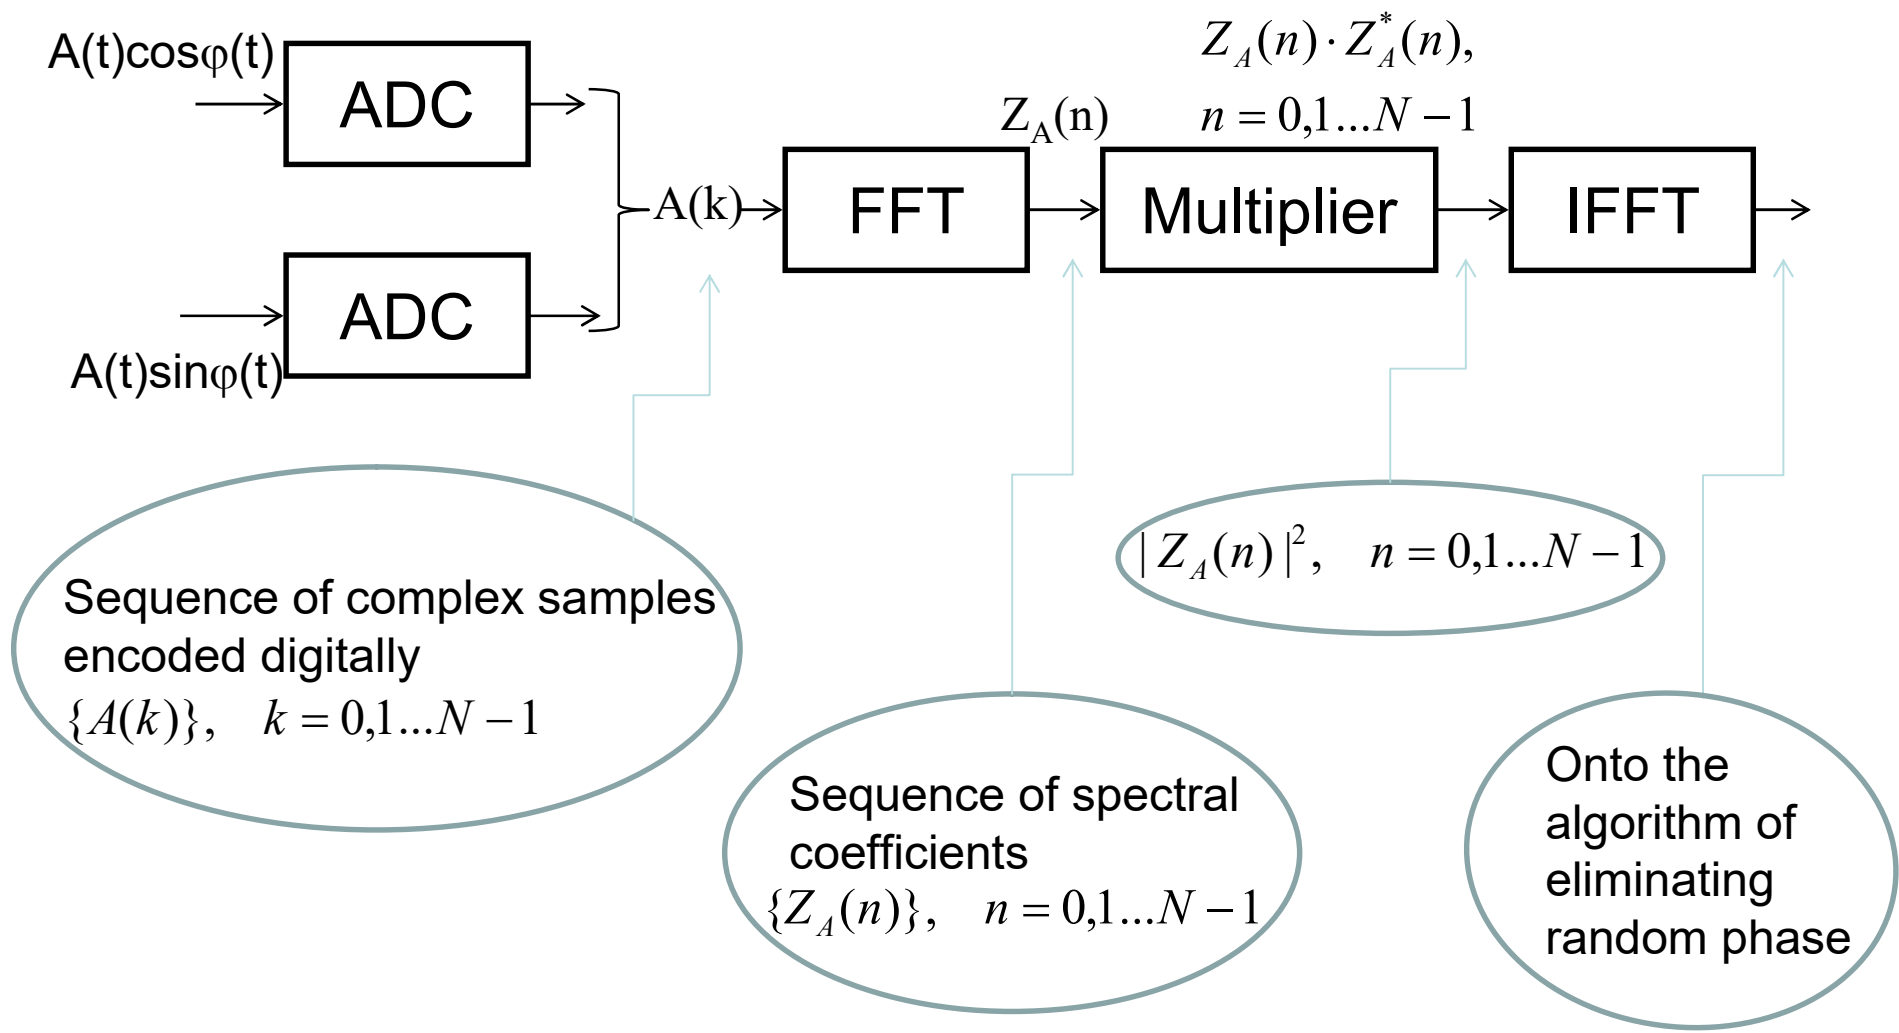 A(t)cosφ(t)
ADC
A(t)sinφ(t)
ADC
A(k)
FFT
Z_A(n)
Z_A(n)·Z_A^*(n),
n = 0,1...N − 1
Multiplier
IFFT
Sequence of complex samples
encoded digitally
{A(k)}, k = 0,1...N − 1
Sequence of spectral
coefficients
{Z_A(n)}, n = 0,1...N − 1
| Z_A(n) |^2, n = 0,1...N − 1
Onto the
algorithm of
eliminating
random phase